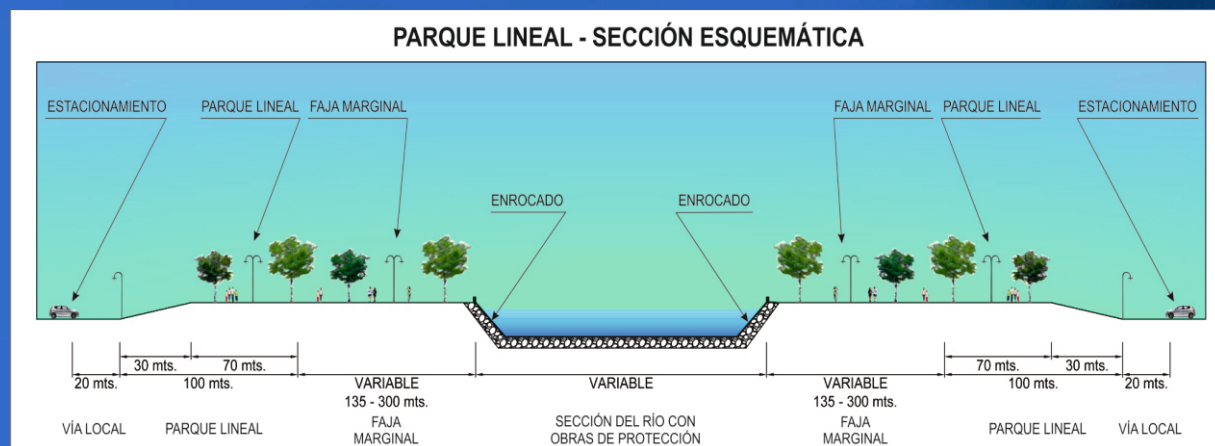 PARQUE LINEAL - SECCIÓN ESQUEMÁTICA
ESTACIONAMIENTO
PARQUE LINEAL
FAJA MARGINAL
FAJA MARGINAL
PARQUE LINEAL
ESTACIONAMIENTO
ENROCADO
ENROCADO
30 mts.
70 mts.
70 mts.
30 mts.
20 mts.
100 mts.
VARIABLE
VARIABLE
VARIABLE
100 mts.
20 mts.
135 - 300 mts.
135 - 300 mts.
VÍA LOCAL
PARQUE LINEAL
FAJA
MARGINAL
SECCIÓN DEL RÍO CON
OBRAS DE PROTECCIÓN
FAJA
MARGINAL
PARQUE LINEAL
VÍA LOCAL